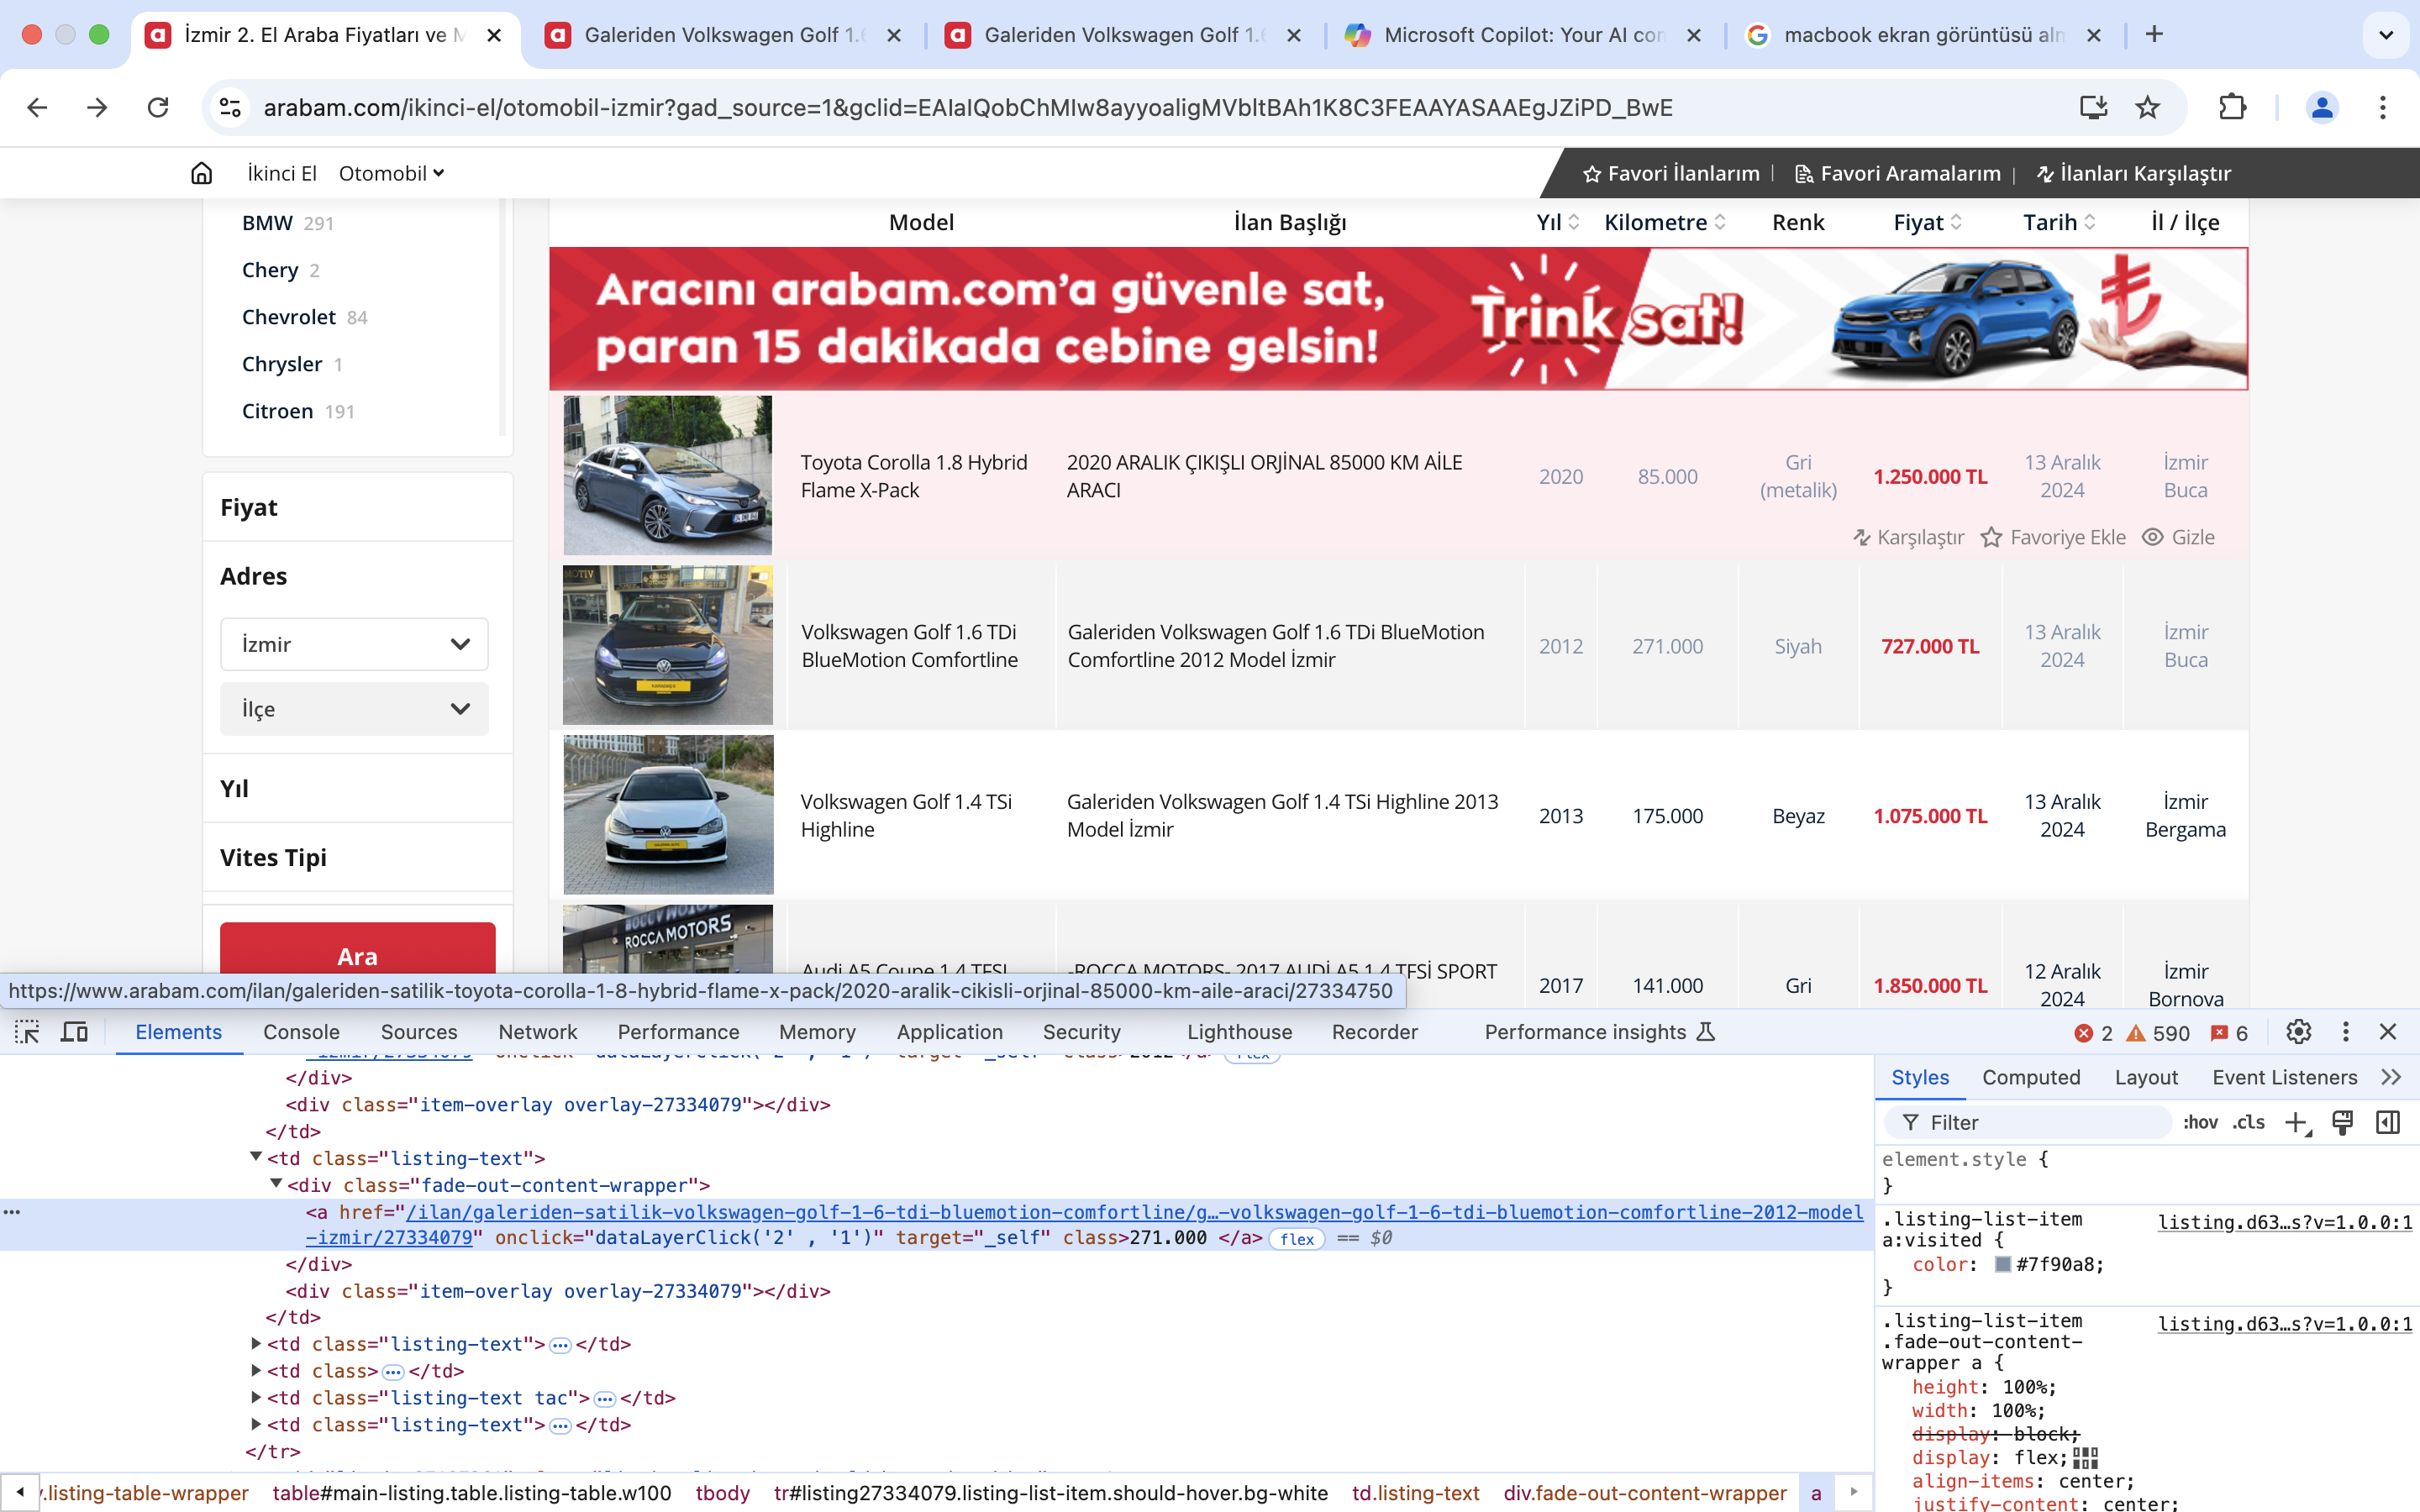 İzmir 2. El Araba Fiyatları ve
Galeriden Volkswagen Golf 1.6
Galeriden Volkswagen Golf 1.6
Microsoft Copilot: Your AI con
macbook ekran görüntüsü aln
arabam.com/ikinci-el/otomobil-izmir?gad_source=1&gclid=EAIaIQobChMIw8ayyoaligMVbltBAh1K8C3FEAAYASAAEgJZiPD_BwE
İkinci El Otomobil
Favori İlanlarım | Favori Aramalarım | İlanları Karşılaştır
BMW 291
Chery 2
Chevrolet 84
Chrysler 1
Citroen 191
Fiyat
Adres
İzmir
İlçe
Yıl
Vites Tipi
Ara
Model İlan Başlığı Yıl Kilometre Renk Fiyat Tarih İl / İlçe
Aracını arabam.com'a güvenle sat,
paran 15 dakikada cebine gelsin!
Trink sat!
Toyota Corolla 1.8 Hybrid
Flame X-Pack
2020 ARALIK ÇIKIŞLI ORJİNAL 85000 KM AİLE
ARACI
2020
85.000
Gri
(metalik)
1.250.000 TL
13 Aralık
2024
İzmir
Buca
Karşılaştır Favoriye Ekle Gizle
Volkswagen Golf 1.6 TDi
BlueMotion Comfortline
Galeriden Volkswagen Golf 1.6 TDi BlueMotion
Comfortline 2012 Model İzmir
2012
271.000
Siyah
727.000 TL
13 Aralık
2024
İzmir
Buca
Volkswagen Golf 1.4 TSi
Highline
Galeriden Volkswagen Golf 1.4 TSi Highline 2013
Model İzmir
2013
175.000
Beyaz
1.075.000 TL
13 Aralık
2024
İzmir
Bergama
ROCCA MOTORS
Audi A5 Coupe 1.4 TFSI
-ROCCA MOTORS- 2017 AUDİ A5 1.4 TFSİ SPORT
2017
141.000
Gri
1.850.000 TL
12 Aralık
2024
İzmir
Bornova
https://www.arabam.com/ilan/galeriden-satilik-toyota-corolla-1-8-hybrid-flame-x-pack/2020-aralik-cikisli-orjinal-85000-km-aile-araci/27334750
Elements Console Sources Network Performance Memory Application Security Lighthouse Recorder Performance insights 2 590 6
-izmir/27334079" onclick="dataLayerClick('2' , '1')" target="_self" class>2012 </a> flex
</div>
<div class="item-overlay overlay-27334079"></div>
</td>
<td class="listing-text">
<div class="fade-out-content-wrapper">
<a href="/ilan/galeriden-satilik-volkswagen-golf-1-6-tdi-bluemotion-comfortline/g…-volkswagen-golf-1-6-tdi-bluemotion-comfortline-2012-model
-izmir/27334079" onclick="dataLayerClick('2' , '1')" target="_self" class>271.000 </a> flex == $0
</div>
<div class="item-overlay overlay-27334079"></div>
</td>
<td class="listing-text">…</td>
<td class>…</td>
<td class="listing-text tac">…</td>
<td class="listing-text">…</td>
</tr>
.listing-table-wrapper table#main-listing.table.listing-table.w100 tbody tr#listing27334079.listing-list-item.should-hover.bg-white td.listing-text div.fade-out-content-wrapper a
Styles Computed Layout Event Listeners
Filter :hov .cls
element.style {
}
.listing-list-item listing.d63…s?v=1.0.0:1
a:visited {
color: #7f90a8;
}
.listing-list-item listing.d63…s?v=1.0.0:1
.fade-out-content-
wrapper a {
height: 100%;
width: 100%;
display: block;
display: flex;
align-items: center;
justify-content: center;